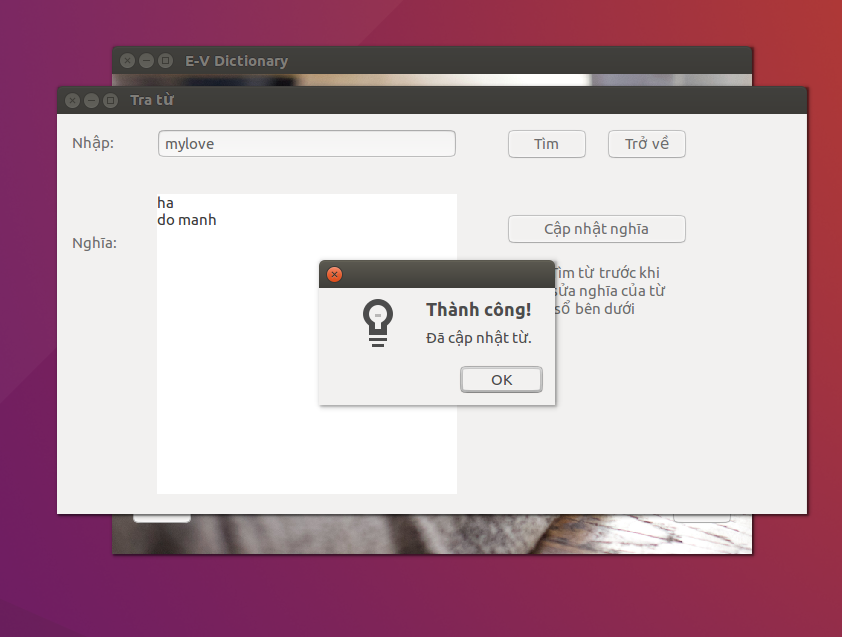 E-V Dictionary
Tra từ
Nhập:
mylove
Tìm
Trở về
Nghĩa:
ha
do manh
Cập nhật nghĩa
Tìm từ trước khi
sửa nghĩa của từ
sổ bên dưới
Thành công!
Đã cập nhật từ.
OK